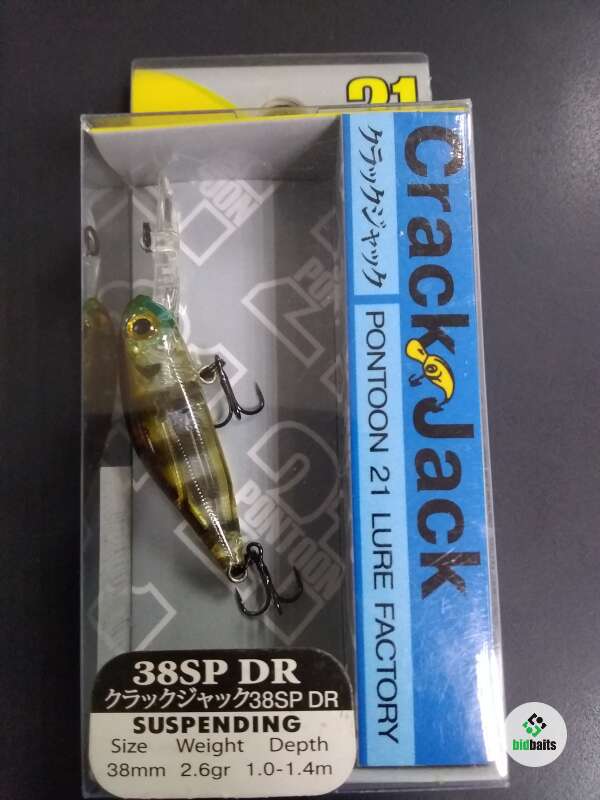 21
Crack Jack
クラックジャック
PONTOON 21 LURE FACTORY
PONTOON
PONTOON
38SP DR
クラックジャック38SP DR
SUSPENDING
Size Weight Depth
38mm 2.6gr 1.0-1.4m
bidbaits